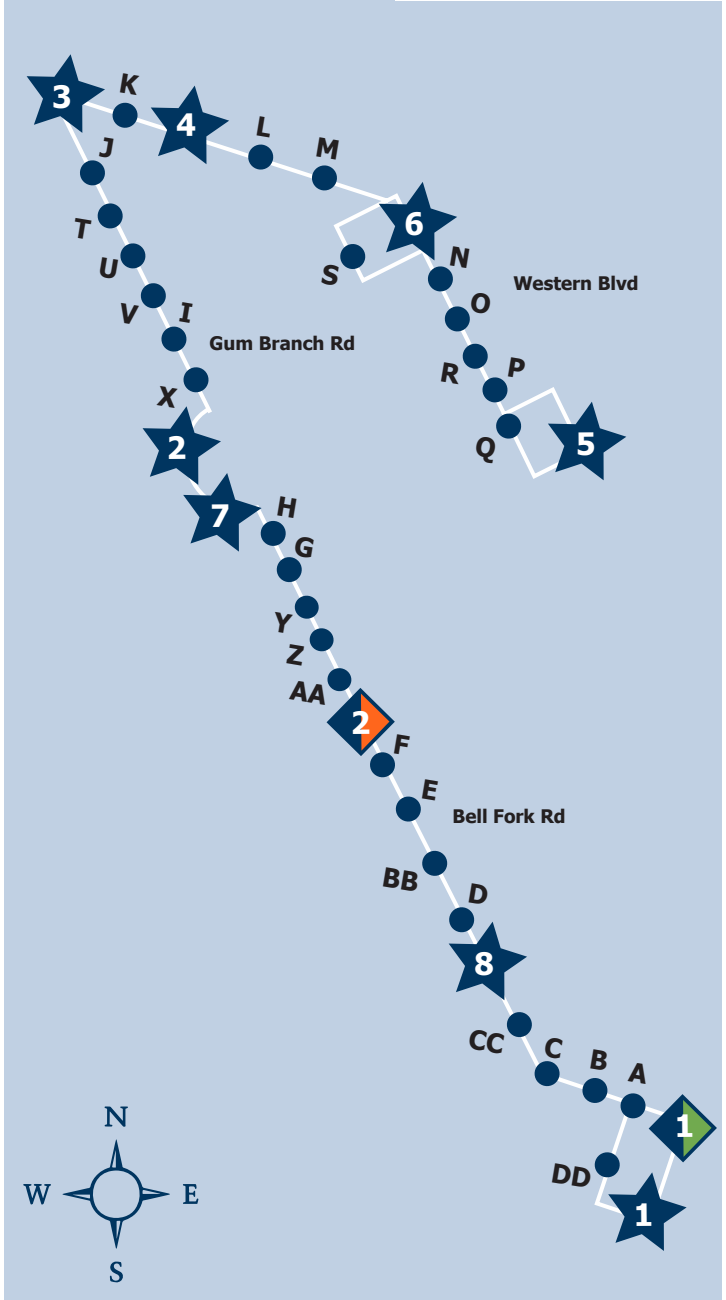 K
3
4
L
J
M
6
T
N
S
U
Western Blvd
O
V
I
Gum Branch Rd
P
R
X
2
Q
5
H
7
G
Y
Z
AA
2
F
E
Bell Fork Rd
BB
D
8
CC
C
B
A
N
1
DD
W
E
1
S